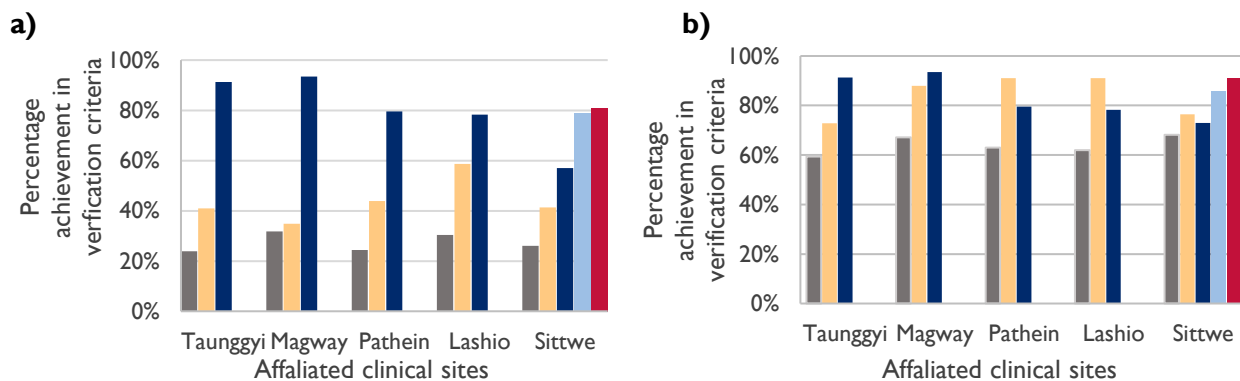 a)
Percentage
achievement in
verfication criteria
100%
80%
60%
40%
20%
0%
Taunggyi Magway Pathein Lashio Sittwe
Affaliated clinical sites
b)
Percentage
achievement in
verification criteria
100%
80%
60%
40%
20%
0%
Taunggyi Magway Pathein Lashio Sittwe
Affaliated clinical sites